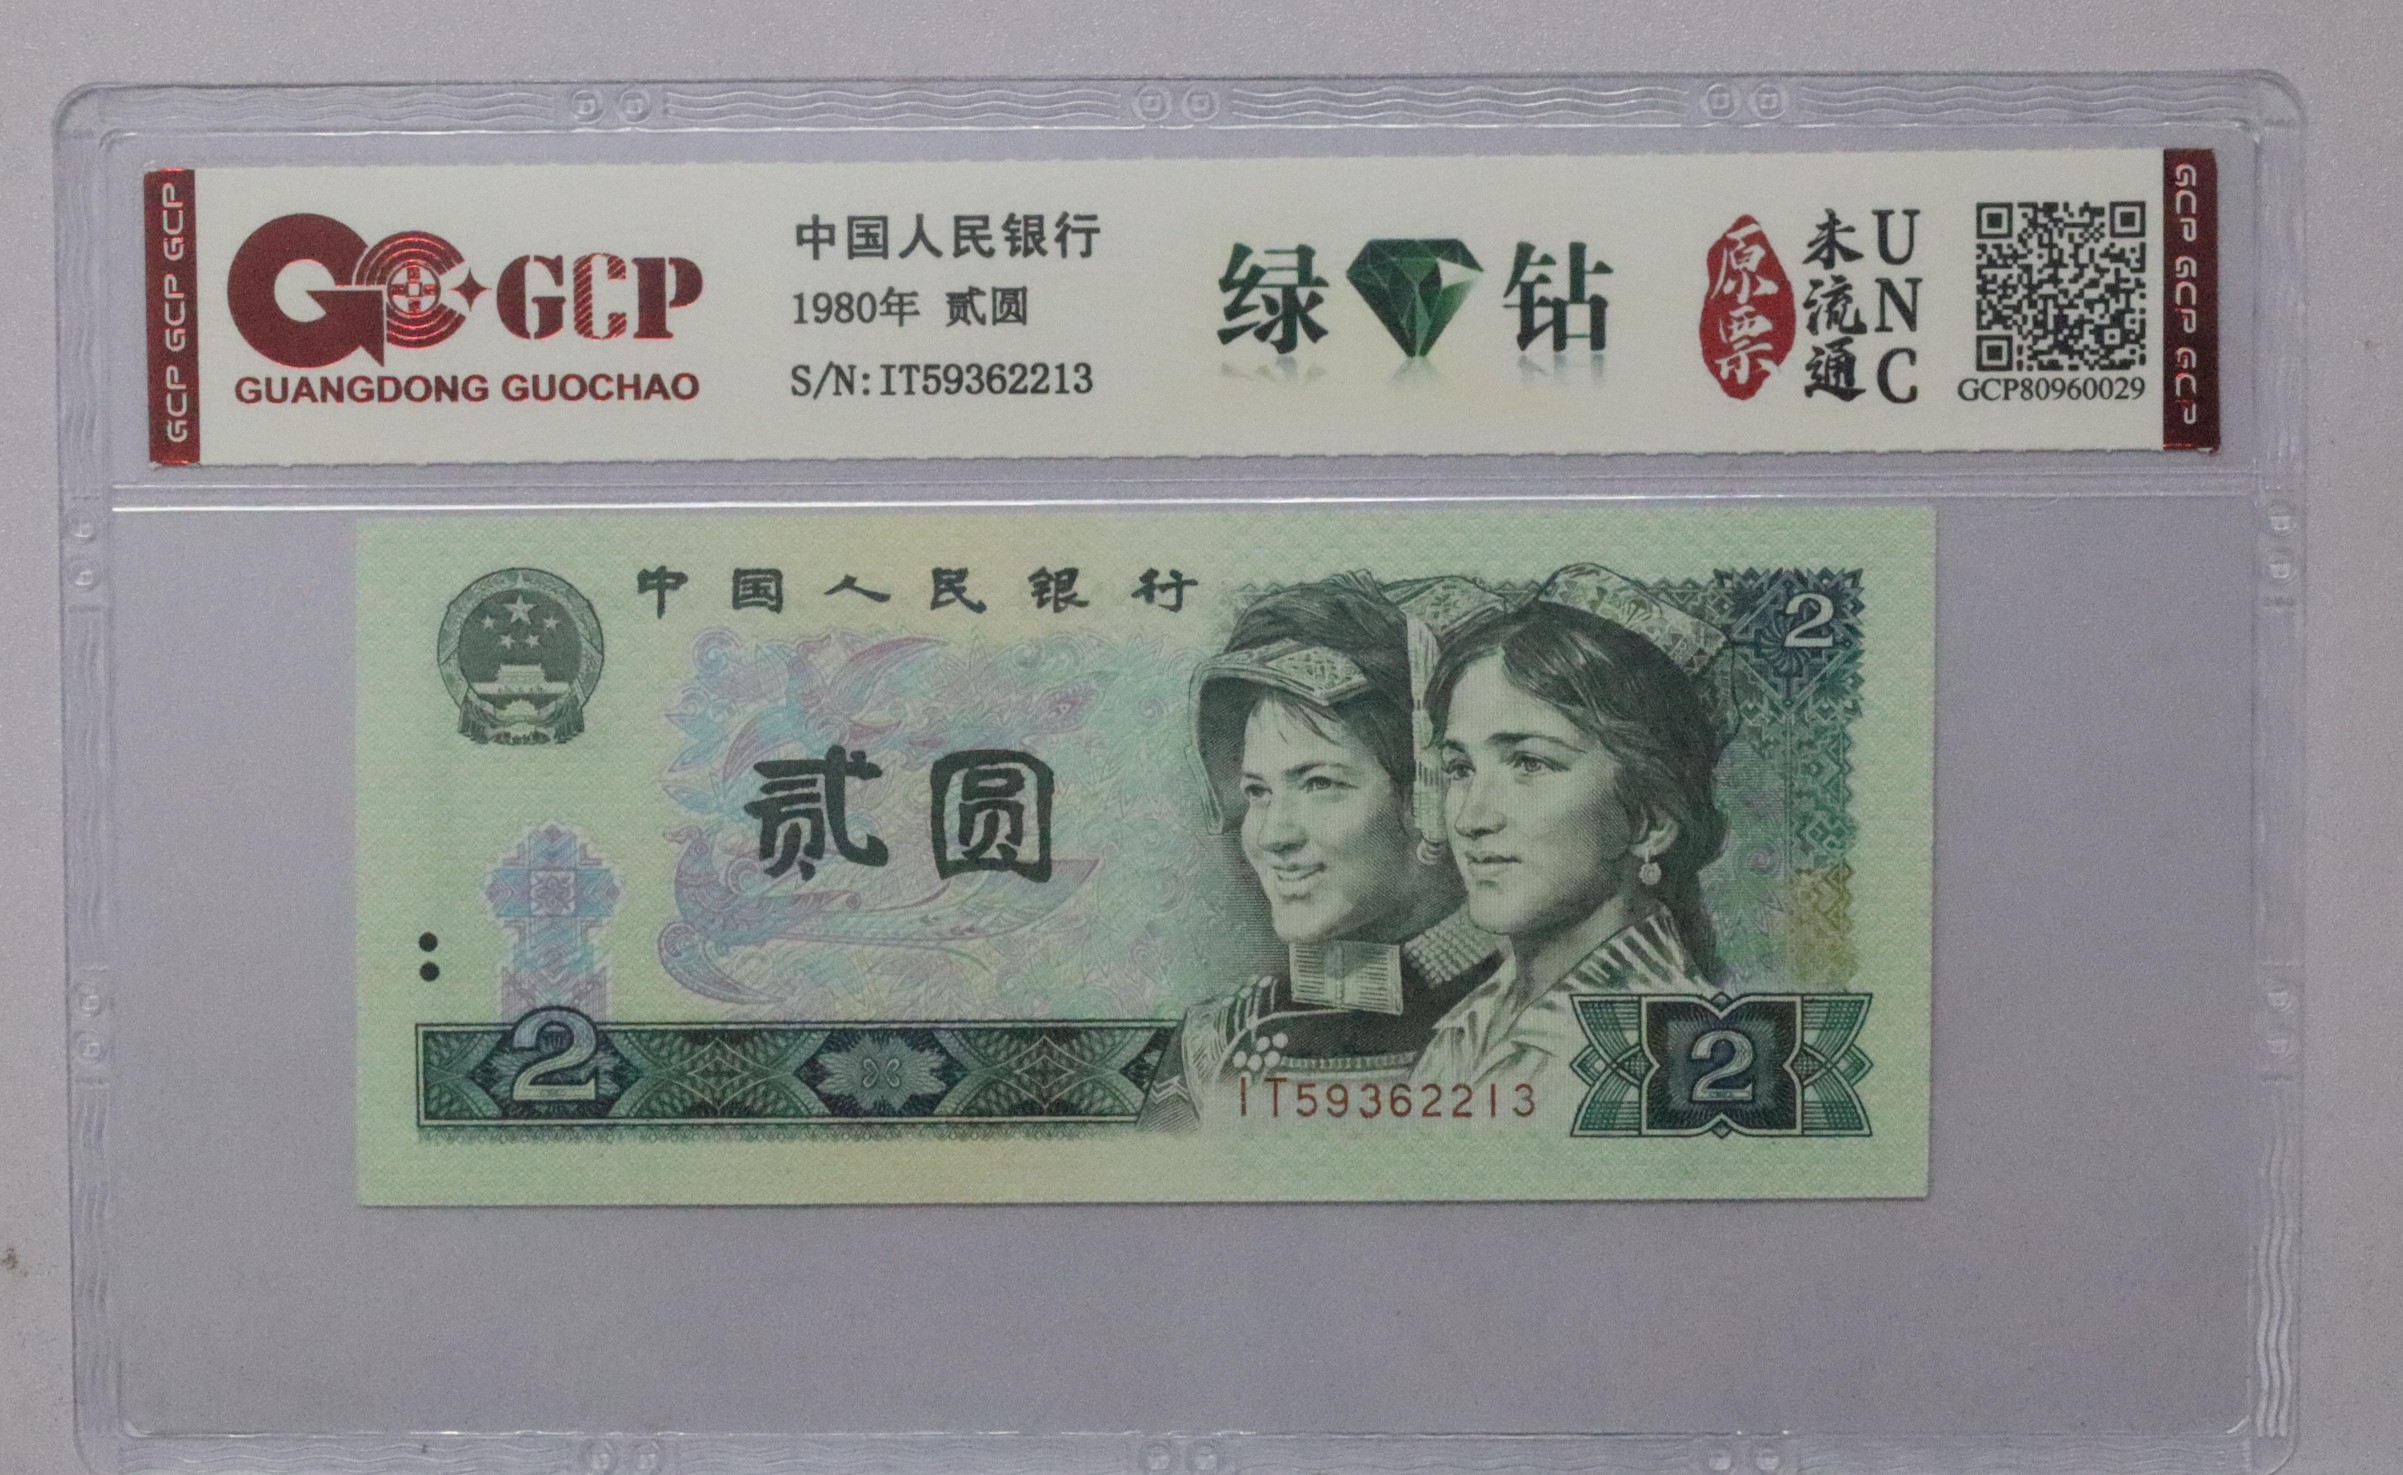 GCP GCP GCP
GCP
GUANGDONG GUOCHAO
中国人民银行
1980年 贰圆
S/N:IT59362213
绿 钻
原票
未流通
UNC
GCP80960029
GCP GCP GCP
中国人民银行
2
贰圆
2
IT59362213
2